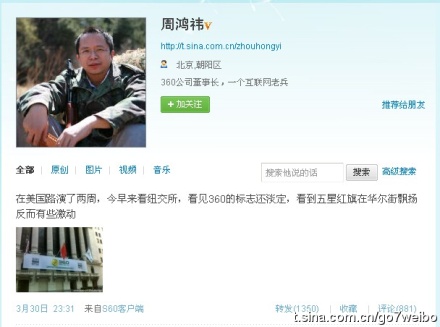 周鸿祎v
http://t.sina.com.cn/zhouhongyi
北京,朝阳区
360公司董事长，一个互联网老兵
+加关注
推荐给朋友
全部 | 原创 | 图片 | 视频 | 音乐
搜索他说的话 搜索 高级搜索
在美国路演了两周，今早来看纽交所，看见360的标志还淡定，看到五星红旗在华尔街飘扬
反而有些激动
3月30日 23:31 来自S60客户端
转发(1350) | 收藏 | 评论(881)
t.sina.com.cn/go7weibo